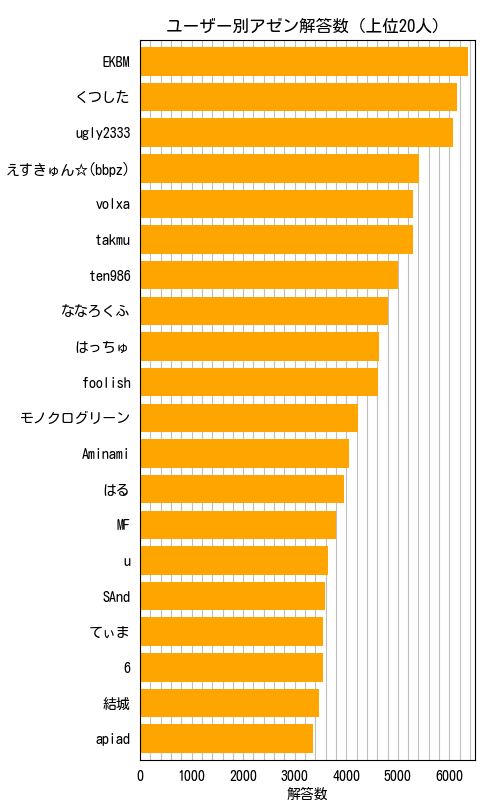 ユーザー別アゼン解答数 (上位20人)
EKBM
くつした
ugly2333
えすきゅん☆(bbpz)
volxa
takmu
ten986
ななろくふ
はっちゅ
foolish
モノクログリーン
Aminami
はる
MF
u
SAnd
てぃま
6
結城
apiad
0 1000 2000 3000 4000 5000 6000
解答数